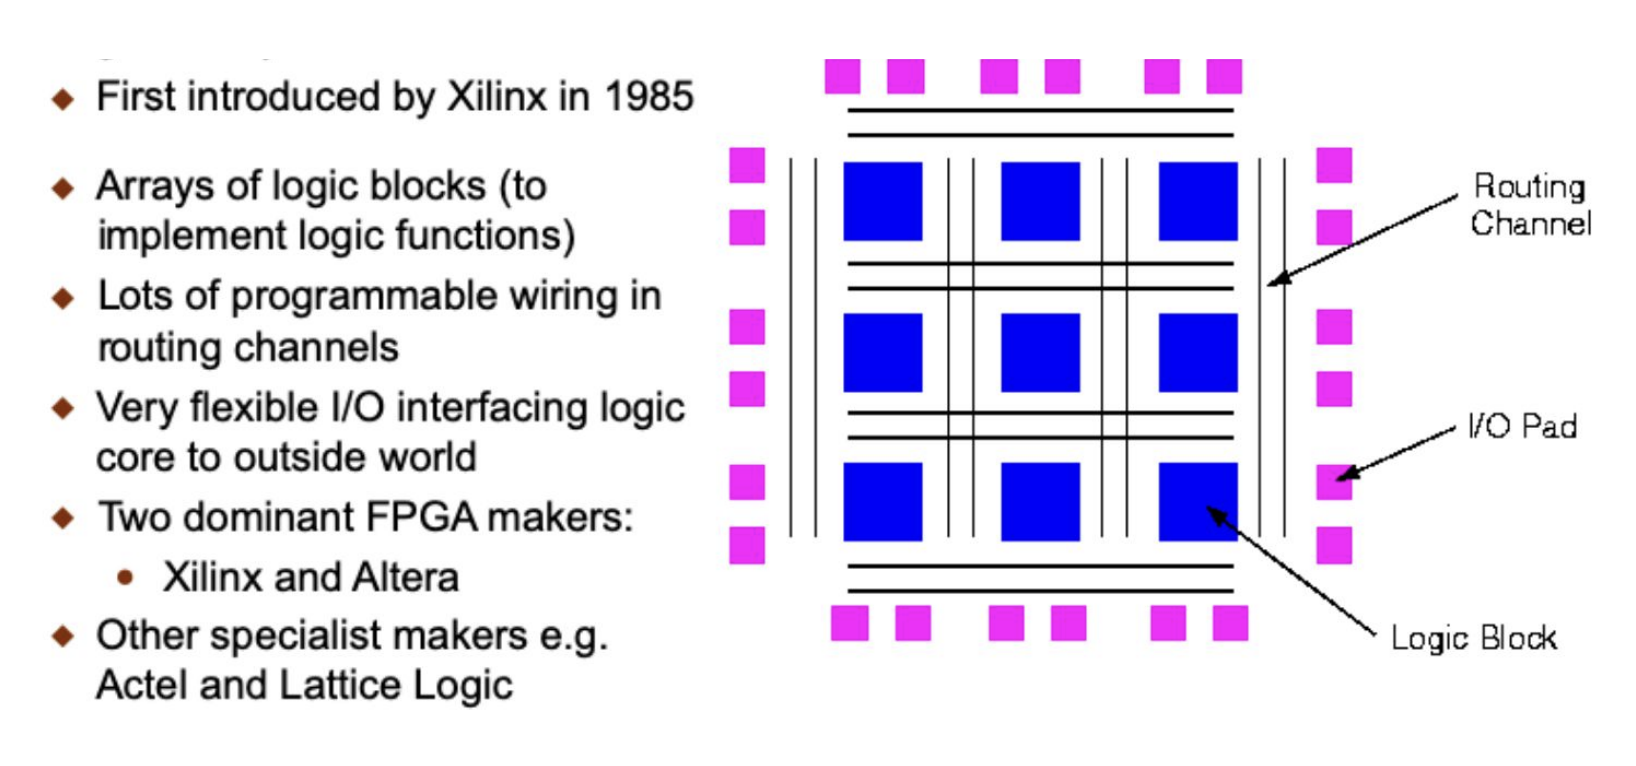 First introduced by Xilinx in 1985
Arrays of logic blocks (to
implement logic functions)
Lots of programmable wiring in
routing channels
Very flexible I/O interfacing logic
core to outside world
Two dominant FPGA makers:
Xilinx and Altera
Other specialist makers e.g.
Actel and Lattice Logic
Routing
Channel
I/O Pad
Logic Block